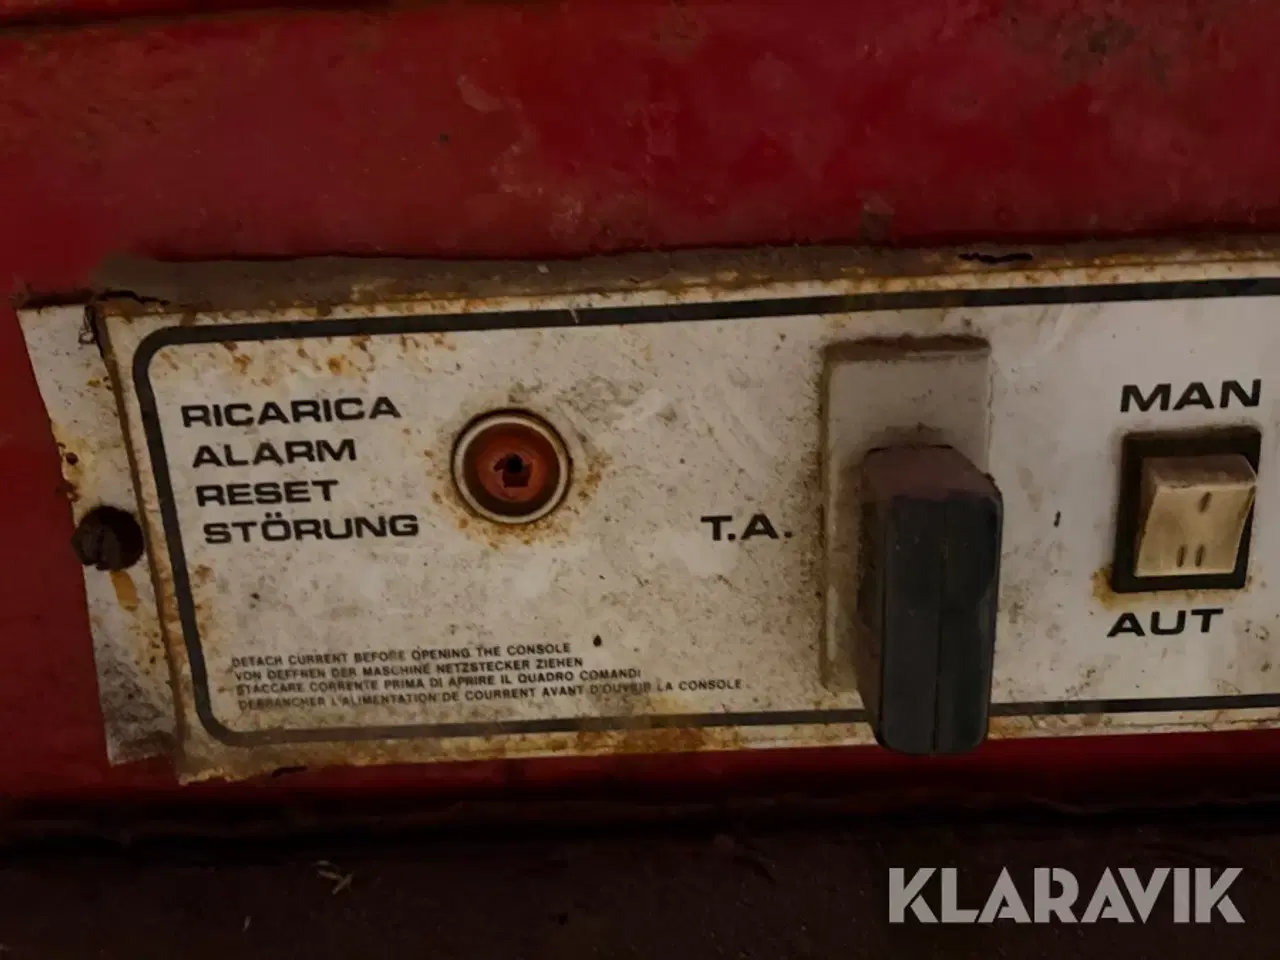 RICARICA
ALARM
RESET
STÖRUNG
T.A.
MAN
I
II
AUT
DETACH CURRENT BEFORE OPENING THE CONSOLE
VON OEFFNEN DER MASCHINE NETZSTECKER ZIEHEN
STACCARE CORRENTE PRIMA DI APRIRE IL QUADRO COMANDI
DEBRANCHER L'ALIMENTATION DE COURRENT AVANT D'OUVRIR LA CONSOLE
KLARAVIK